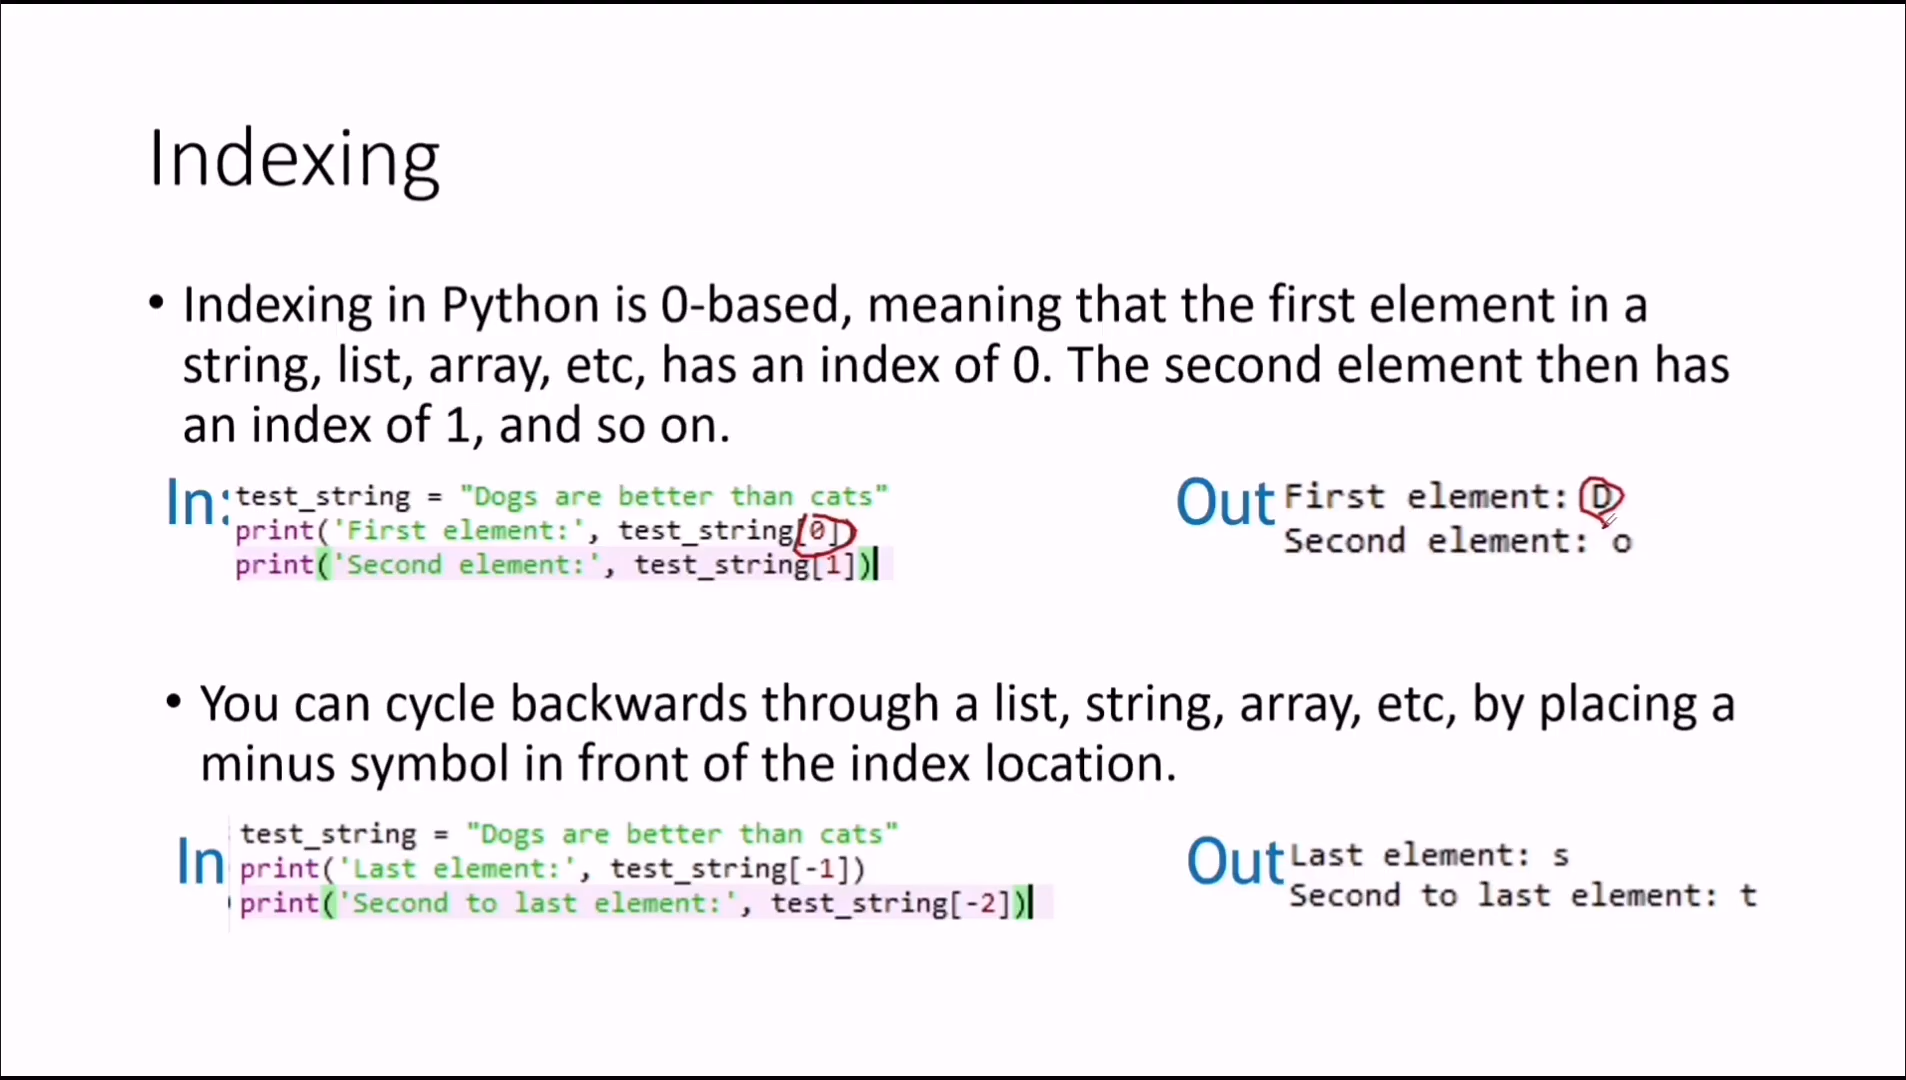 Indexing
• Indexing in Python is 0-based, meaning that the first element in a
string, list, array, etc, has an index of 0. The second element then has
an index of 1, and so on.
In: test_string = "Dogs are better than cats"
print('First element:', test_string[0])
print('Second element:', test_string[1])
Out First element: D
Second element: o
• You can cycle backwards through a list, string, array, etc, by placing a
minus symbol in front of the index location.
In test_string = "Dogs are better than cats"
print('Last element:', test_string[-1])
print('Second to last element:', test_string[-2])
Out Last element: s
Second to last element: t